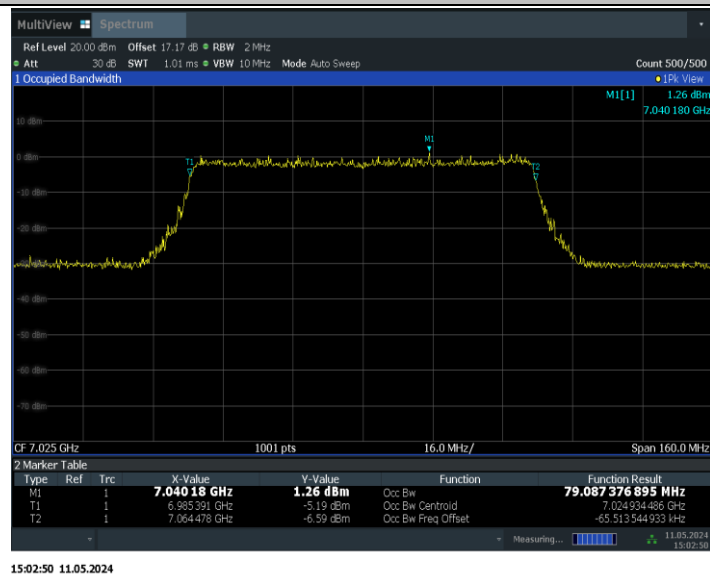 MultiView Spectrum
Ref Level 20.00 dBm Offset 17.17 dB RBW 2 MHz
Att 30 dB SWT 1.01 ms VBW 10 MHz Mode Auto Sweep Count 500/500
1 Occupied Bandwidth 1Pk View
M1[1] 1.26 dBm
7.040 180 GHz
10 dBm
M1
0 dBm
T1
T2
-10 dBm
-20 dBm
-40 dBm
-50 dBm
-60 dBm
-70 dBm
CF 7.025 GHz 1001 pts 16.0 MHz/ Span 160.0 MHz
2 Marker Table
Type Ref Trc X-Value Y-Value Function Function Result
M1 1 7.040 18 GHz 1.26 dBm Occ Bw 79.087 376 895 MHz
T1 1 6.985 391 GHz -5.19 dBm Occ Bw Centroid 7.024 934 486 GHz
T2 1 7.064 478 GHz -6.59 dBm Occ Bw Freq Offset -65.513 544 933 kHz
Measuring... 11.05.2024
15:02:50
15:02:50 11.05.2024